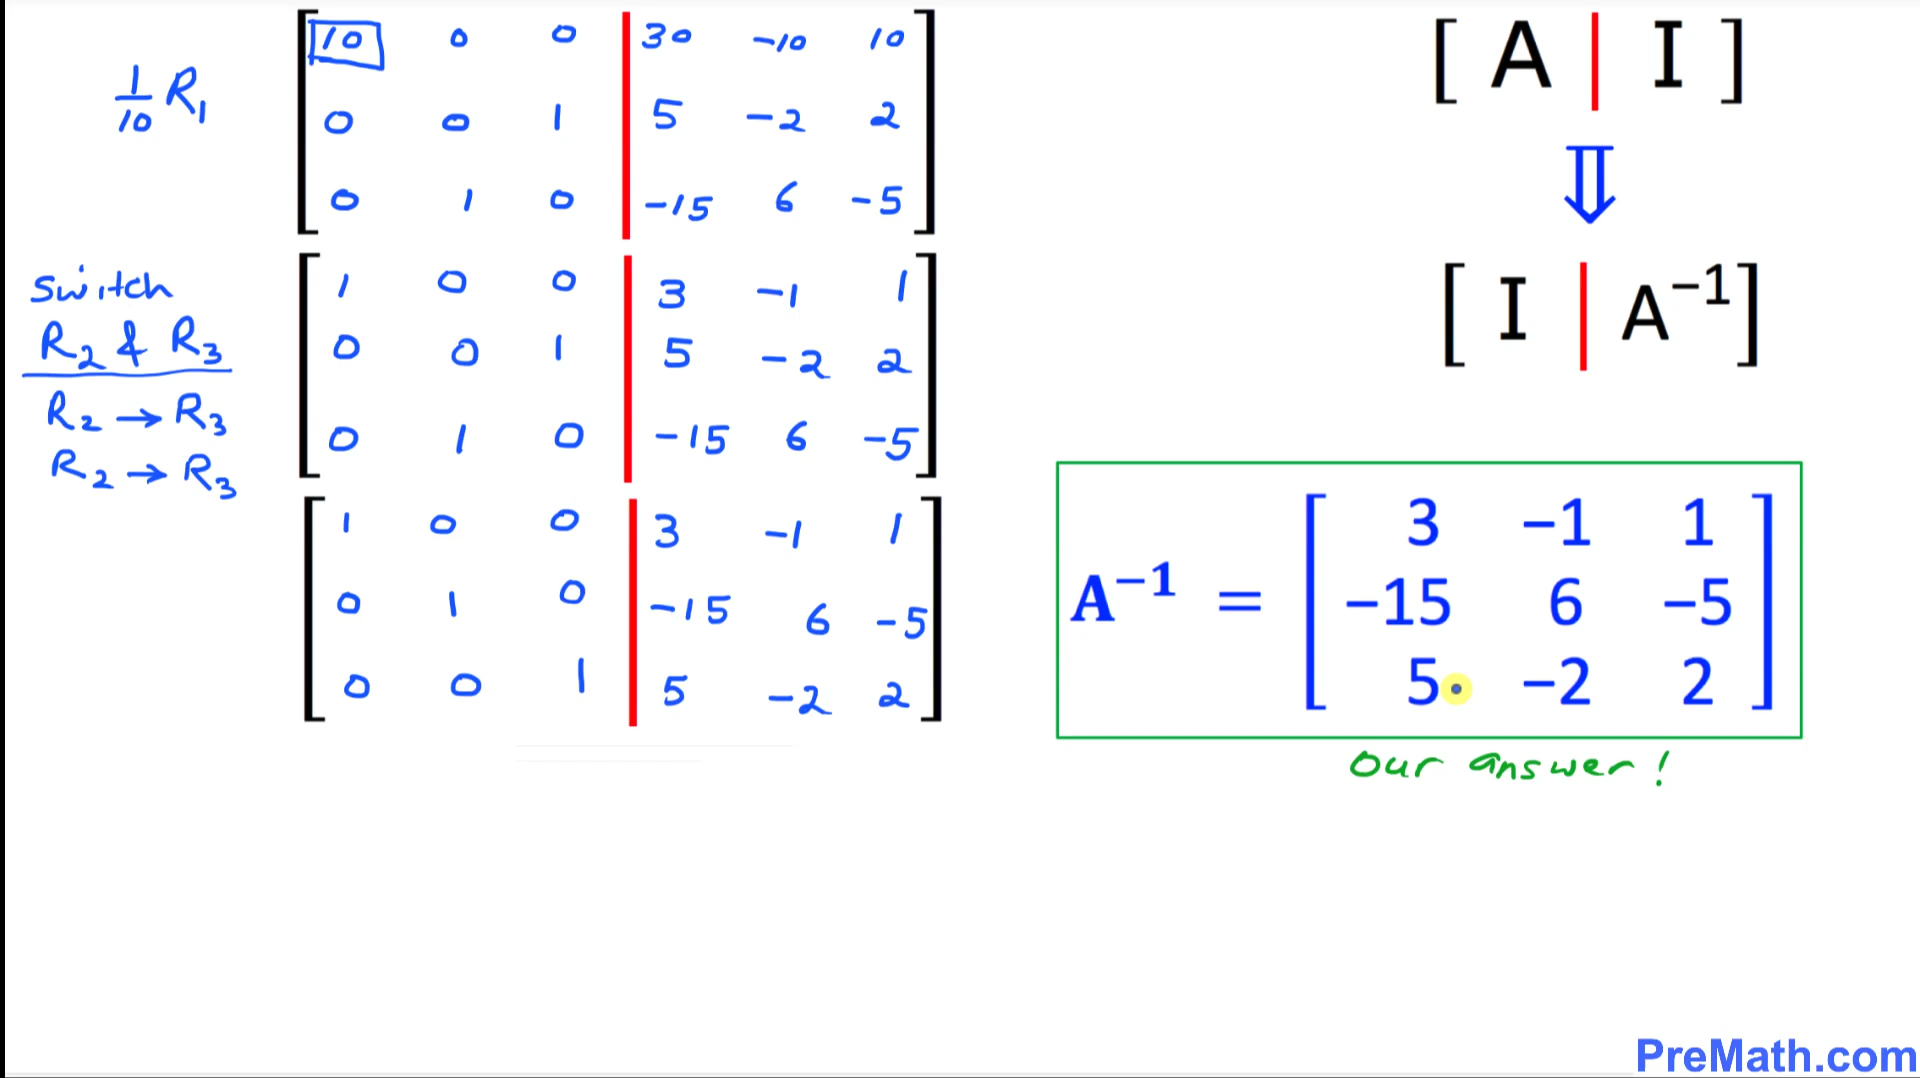 1/10 R₁
10 0 0 | 30 -10 10
0 0 1 | 5 -2 2
0 1 0 | -15 6 -5
switch
R₂ & R₃
R₂ → R₃
R₂ → R₃
1 0 0 | 3 -1 1
0 0 1 | 5 -2 2
0 1 0 | -15 6 -5
1 0 0 | 3 -1 1
0 1 0 | -15 6 -5
0 0 1 | 5 -2 2
[ A | I ]
⇓
[ I | A⁻¹]
A⁻¹ =
3 −1 1
−15 6 −5
5 −2 2
our answer!
PreMath.com